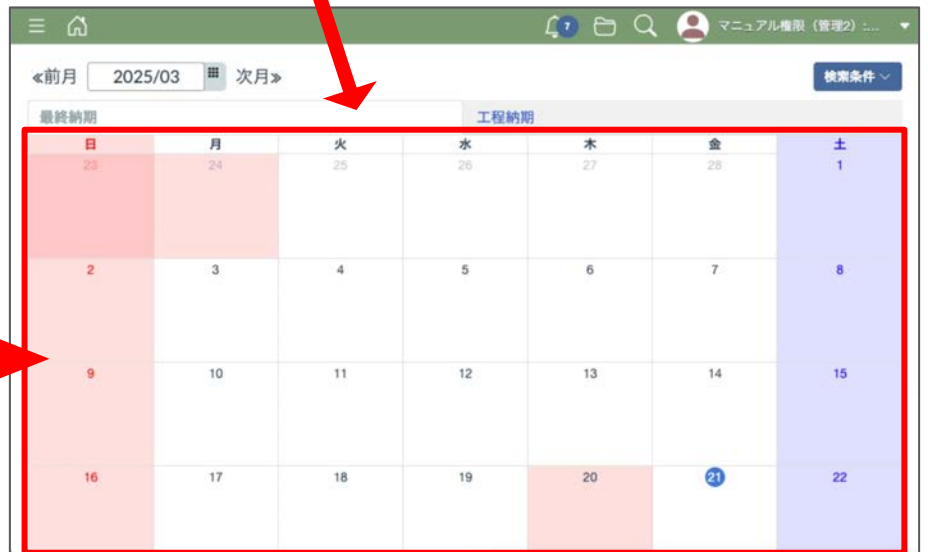 7 マニュアル権限（管理2）:...
≪前月 2025/03 次月≫ 検索条件
最終納期 工程納期
日 月 火 水 木 金 土
23 24 25 26 27 28 1
2 3 4 5 6 7 8
9 10 11 12 13 14 15
16 17 18 19 20 21 22